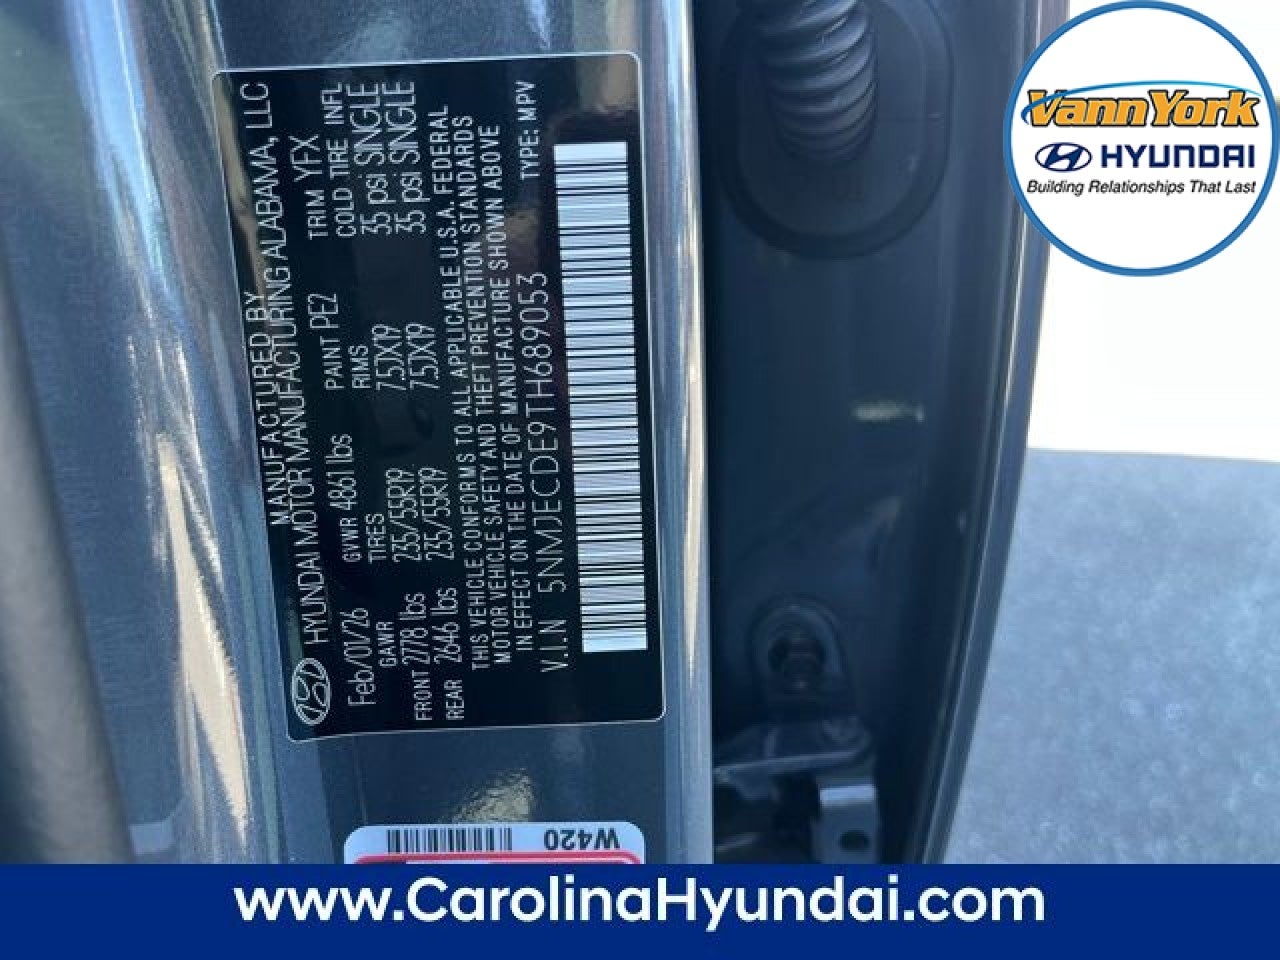 MANUFACTURED BY
HYUNDAI MOTOR MANUFACTURING ALABAMA, LLC
Feb/01/26 GVWR 4861 lbs PAINT PE2 TRIM YFX
GAWR TIRES RIMS COLD TIRE INFL
FRONT 2778 lbs 235/55R19 7.5JX19 35 psi: SINGLE
REAR 2646 lbs 235/55R19 7.5JX19 35 psi: SINGLE
THIS VEHICLE CONFORMS TO ALL APPLICABLE U.S.A. FEDERAL
MOTOR VEHICLE SAFETY AND THEFT PREVENTION STANDARDS
IN EFFECT ON THE DATE OF MANUFACTURE SHOWN ABOVE
V.I.N 5NMJECDE9TH689053 TYPE: MPV
W420
VannYork
HYUNDAI
Building Relationships That Last
www.CarolinaHyundai.com